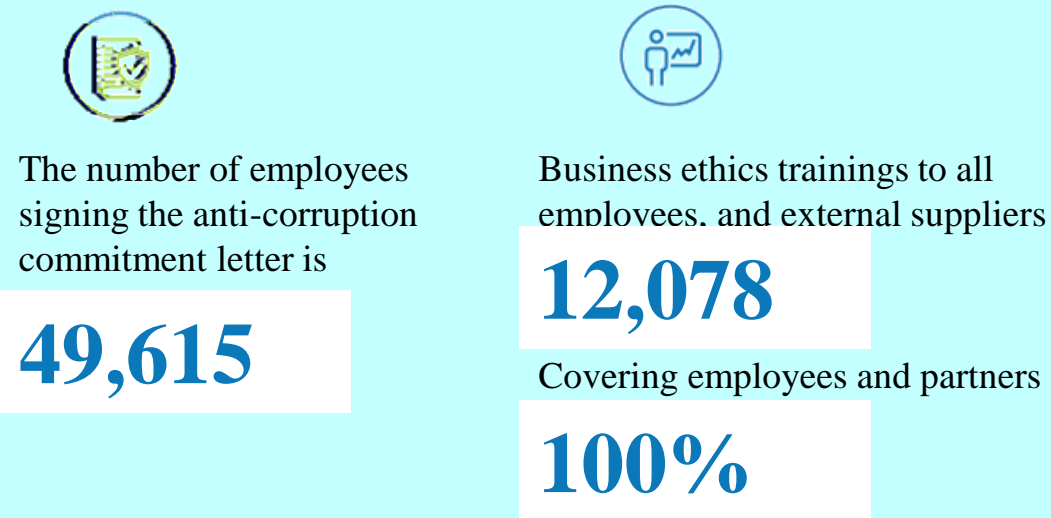 The number of employees
signing the anti-corruption
commitment letter is
49,615
Business ethics trainings to all
employees, and external suppliers
12,078
Covering employees and partners
100%